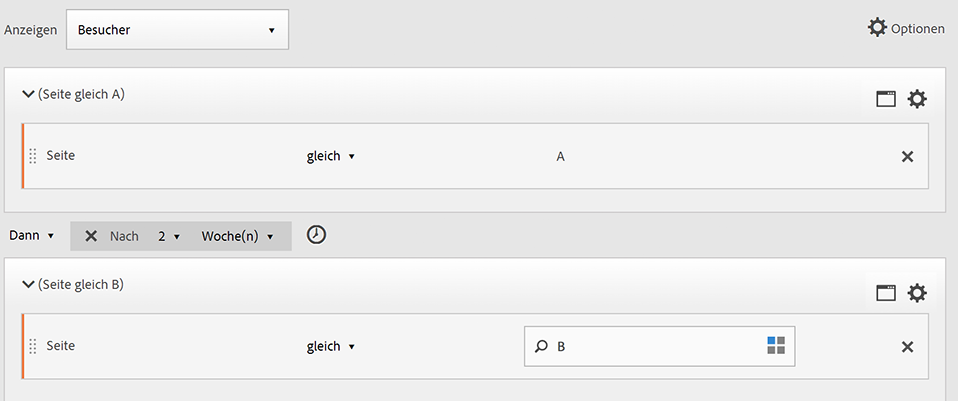 Anzeigen Besucher Optionen
(Seite gleich A)
Seite gleich A
Dann Nach 2 Woche(n)
(Seite gleich B)
Seite gleich B